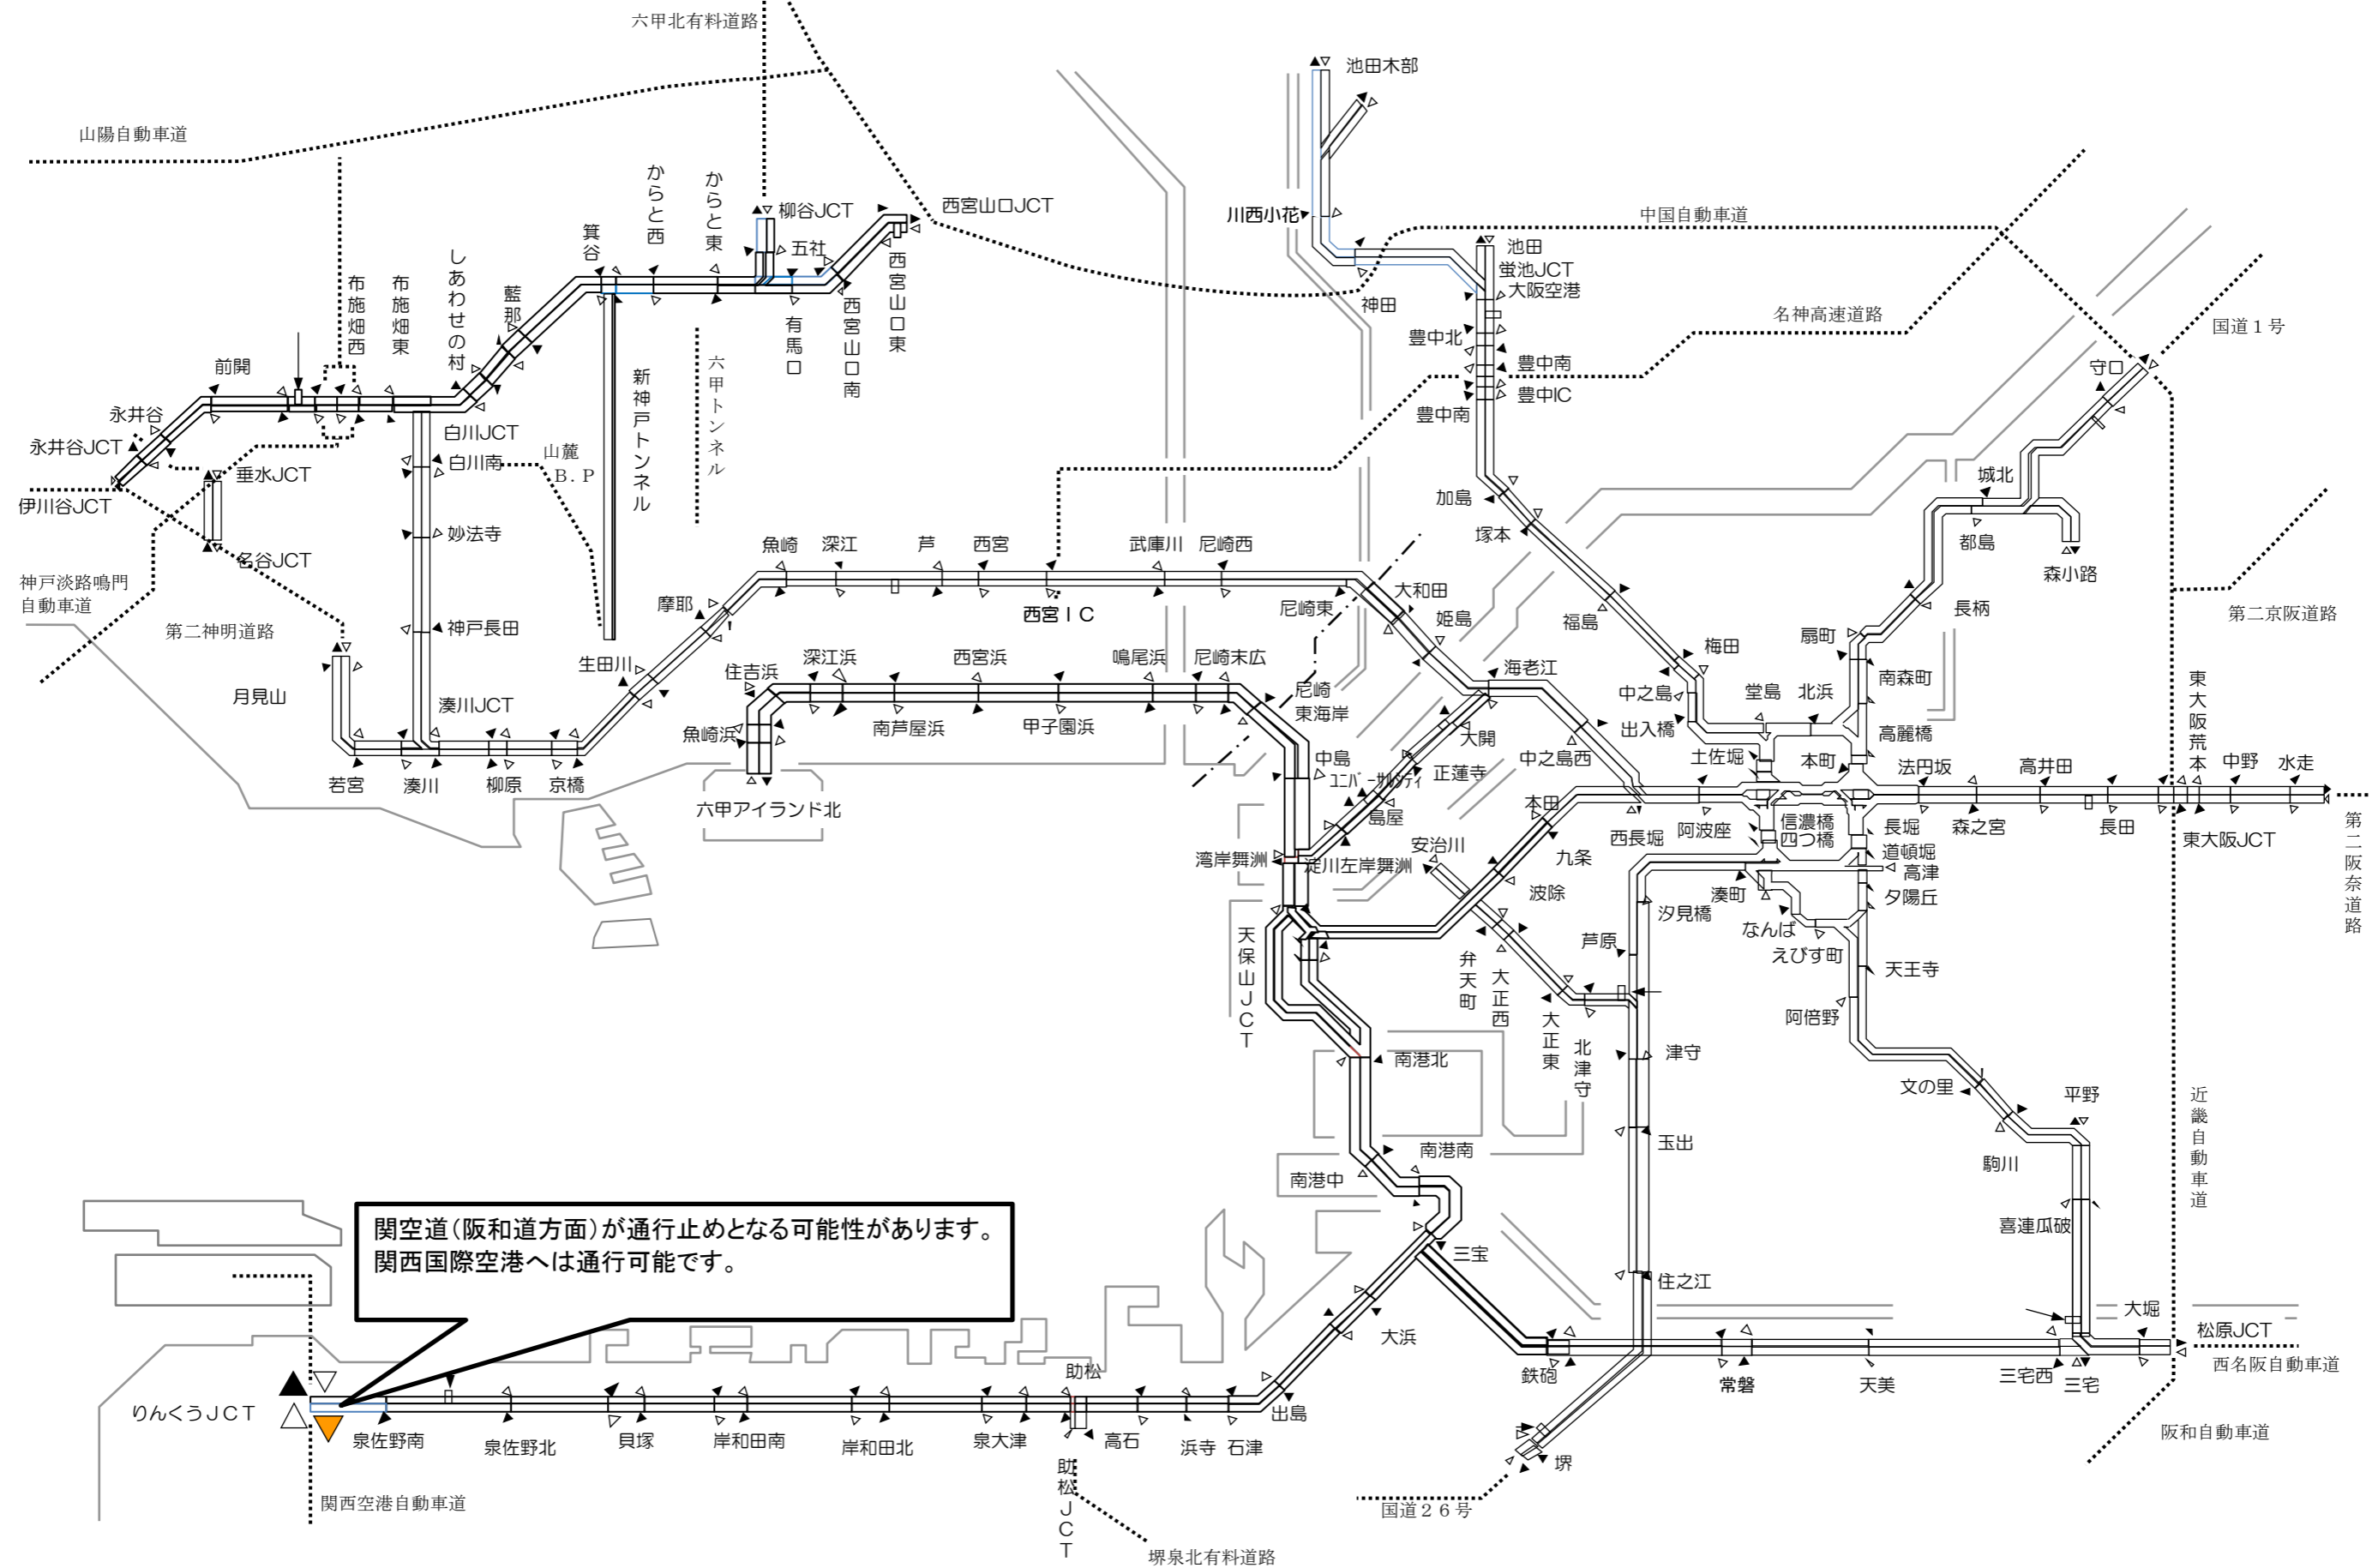 六甲北有料道路
池田木部
山陽自動車道
からと西
からと東
柳谷JCT
西宮山口JCT
川西小花
中国自動車道
箕谷
五社
池田
蛍池JCT
大阪空港
しあわせの村
布施畑西
布施畑東
藍那
西宮山口東
神田
名神高速道路
国道１号
有馬口
西宮山口南
豊中北
豊中南
豊中IC
豊中南
前開
新神戸トンネル
六甲トンネル
守口
永井谷
永井谷JCT
白川JCT
白川南
山麓
Ｂ．Ｐ
垂水JCT
伊川谷JCT
加島
城北
塚本
妙法寺
名谷JCT
魚崎
深江
芦
西宮
武庫川
尼崎西
都島
森小路
神戸淡路鳴門
自動車道
摩耶
西宮ＩＣ
尼崎東
大和田
姫島
福島
長柄
第二京阪道路
第二神明道路
神戸長田
扇町
生田川
住吉浜
深江浜
西宮浜
鳴尾浜
尼崎末広
海老江
梅田
南森町
月見山
湊川JCT
尼崎
東海岸
中之島
堂島
北浜
東大阪荒本
魚崎浜
南芦屋浜
甲子園浜
大開
出入橋
高麗橋
若宮
湊川
柳原
京橋
中島
ﾕﾆﾊﾞｰｻﾙｼﾃｨ
正蓮寺
中之島西
土佐堀
本町
法円坂
高井田
中野
水走
六甲アイランド北
島屋
本田
西長堀
阿波座
信濃橋
四つ橋
長堀
森之宮
長田
東大阪JCT
第二阪奈道路
湾岸舞洲
淀川左岸舞洲
安治川
九条
道頓堀
高津
波除
湊町
夕陽丘
汐見橋
なんば
天保山ＪＣＴ
弁天町
大正西
芦原
えびす町
天王寺
阿倍野
大正東
北津守
南港北
津守
文の里
平野
近畿自動車道
南港南
玉出
駒川
南港中
喜連瓜破
関空道（阪和道方面）が通行止めとなる可能性があります。
関西国際空港へは通行可能です。
三宝
住之江
大堀
大浜
松原JCT
西名阪自動車道
助松
鉄砲
常磐
天美
三宅西
三宅
りんくうＪＣＴ
泉佐野南
泉佐野北
貝塚
岸和田南
岸和田北
泉大津
高石
浜寺
石津
出島
阪和自動車道
堺
助松ＪＣＴ
関西空港自動車道
国道２６号
堺泉北有料道路